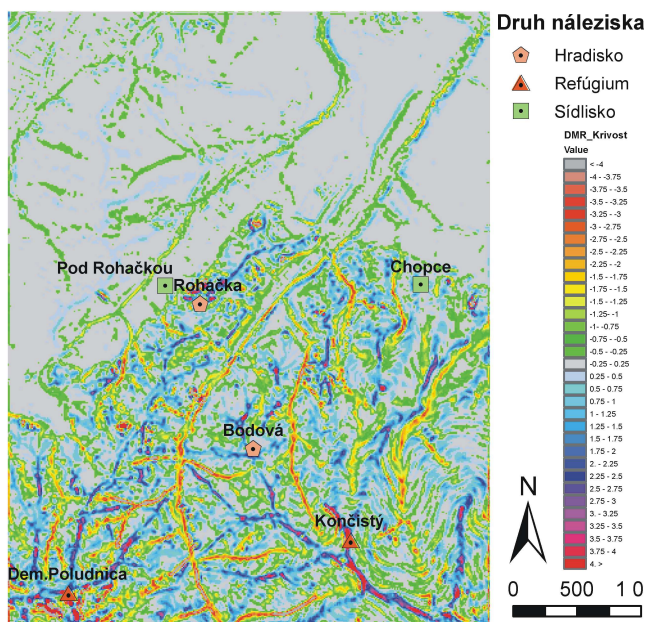 Druh náleziska
Hradisko
Refúgium
Sídlisko
DMR_Krivost
Value
< -4
-4 - -3.75
-3.75 - -3.5
-3.5 - -3.25
-3.25 - -3
-3 - -2.75
-2.75 - -2.5
-2.5 - -2.25
-2.25 - -2
-2 - -1.75
-1.75 - -1.5
-1.5 - -1.25
-1.25- -1
-1- -0.75
-0.75 - -0.5
-0.5 - -0.25
-0.25 - 0.25
0.25 - 0.5
0.5 - 0.75
0.75 - 1
1 - 1.25
1.25 - 1.5
1.5 - 1.75
1.75 - 2
2. - 2.25
2.25 - 2.5
2.5 - 2.75
2.75 - 3
3. - 3.25
3.25 - 3.5
3.5 - 3.75
3.75 - 4
4. >
Pod Rohačkou
Rohačka
Chopce
Bodová
Končistý
Dem.Poludnica
N
0 500 1 0